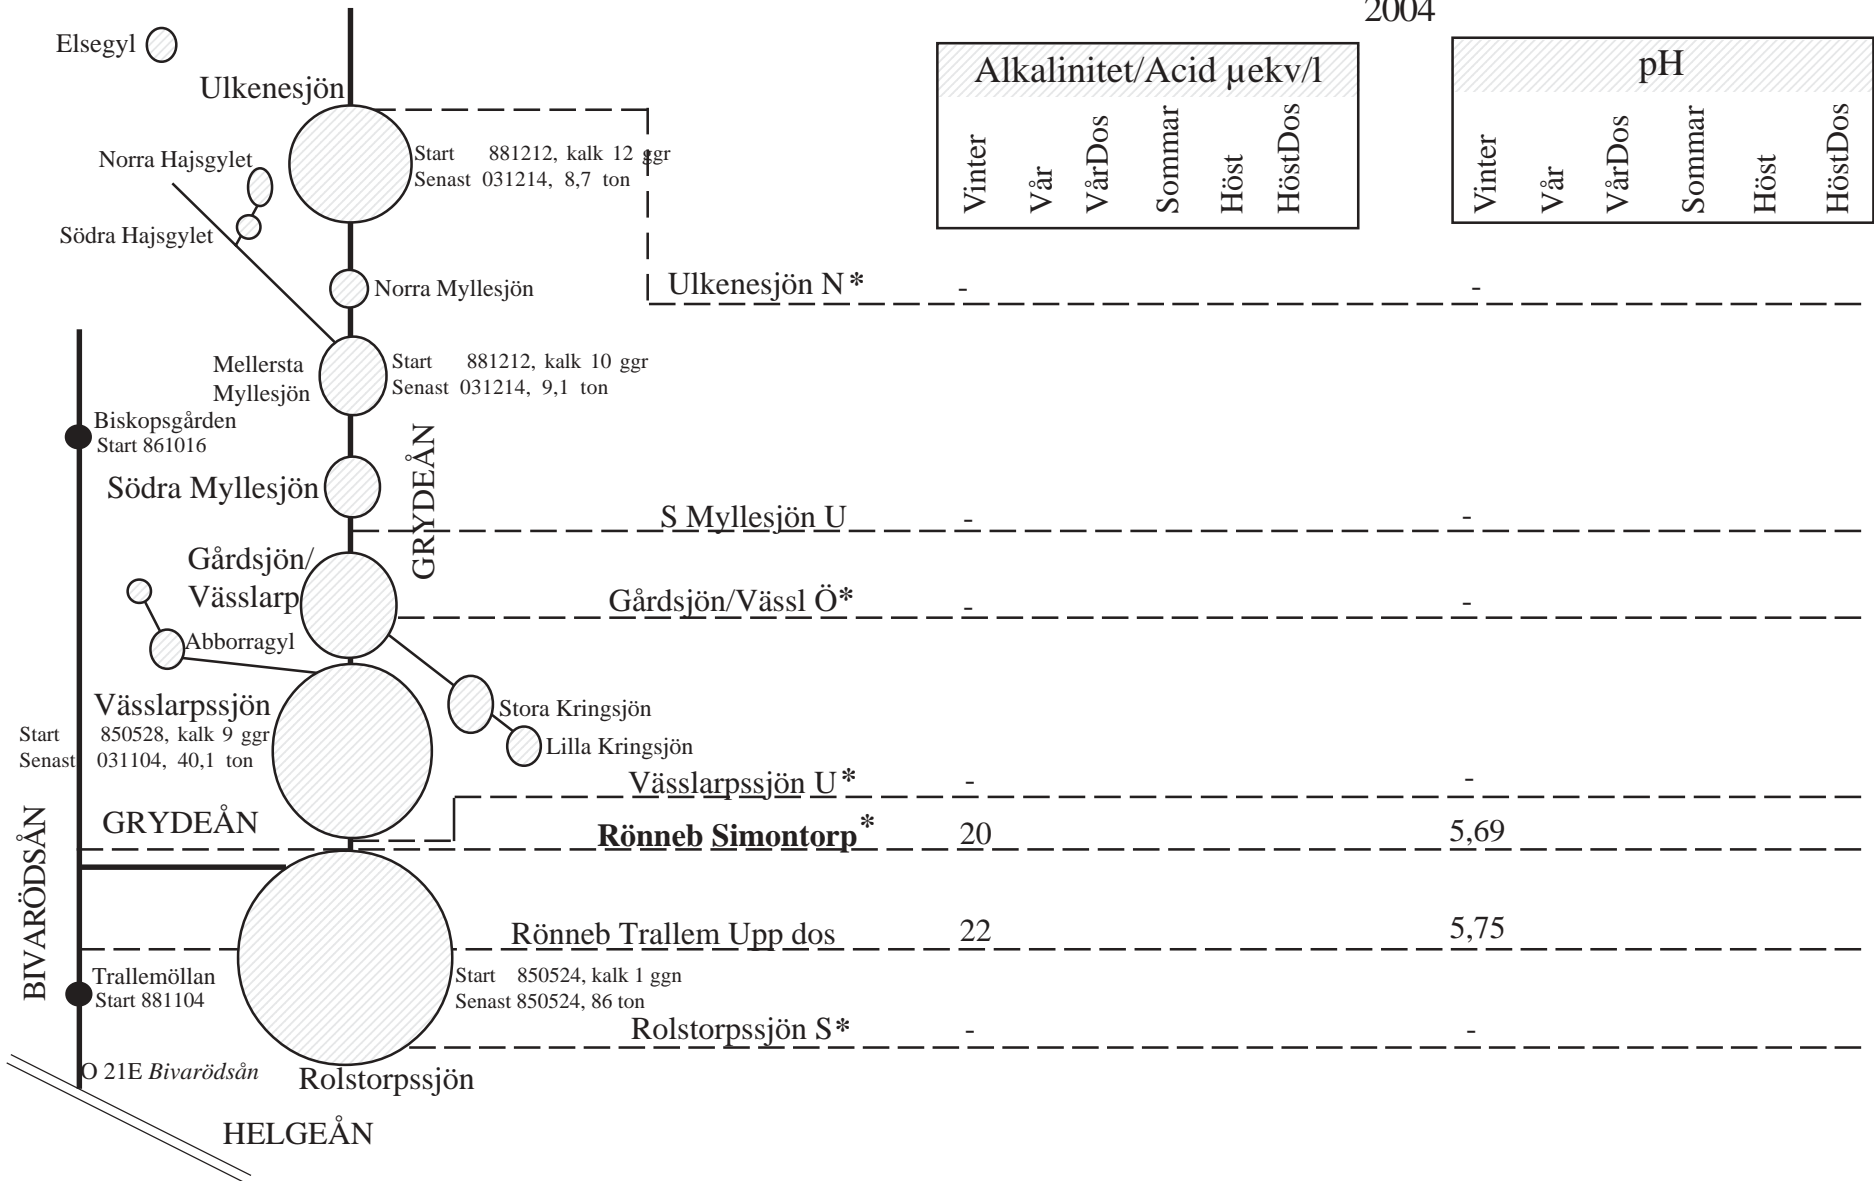 2004
Elsegyl
Ulkenesjön
Alkalinitet/Acid µekv/l
pH
Vinter
Vår
VårDos
Sommar
Höst
HöstDos
Vinter
Vår
VårDos
Sommar
Höst
HöstDos
Norra Hajsgylet
Start 881212, kalk 12 ggr
Senast 031214, 8,7 ton
Södra Hajsgylet
Norra Myllesjön
Ulkenesjön N* - -
Mellersta
Myllesjön
Start 881212, kalk 10 ggr
Senast 031214, 9,1 ton
Biskopsgården
Start 861016
GRYDEÅN
Södra Myllesjön
S Myllesjön U - -
Gårdsjön/
Vässlarp
Gårdsjön/Vässl Ö* - -
Abborragyl
Vässlarpssjön
Start 850528, kalk 9 ggr
Senast 031104, 40,1 ton
Stora Kringsjön
Lilla Kringsjön
Vässlarpssjön U* - -
GRYDEÅN
Rönneb Simontorp* 20 5,69
BIVARÖDSÅN
Rönneb Trallem Upp dos 22 5,75
Trallemöllan
Start 881104
Start 850524, kalk 1 ggn
Senast 850524, 86 ton
Rolstorpssjön S* - -
O 21E Bivarödsån
Rolstorpssjön
HELGEÅN